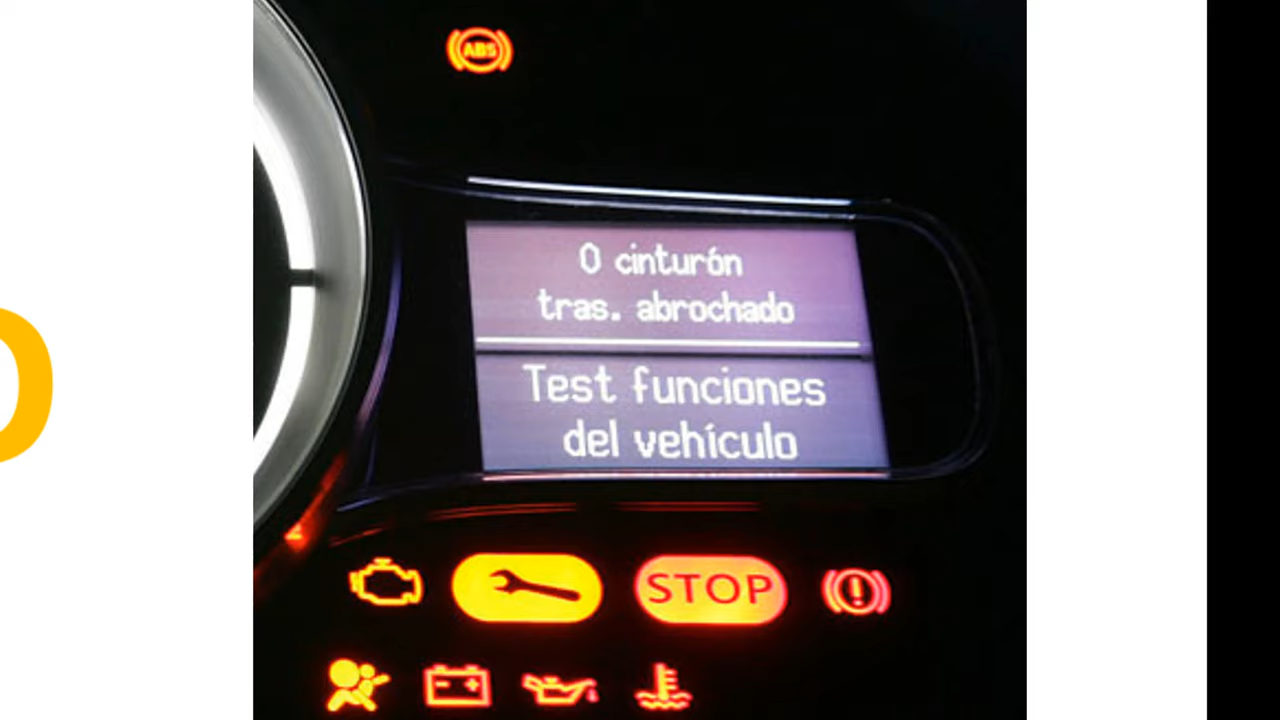 ABS
0 cinturón
tras. abrochado
Test funciones
del vehículo
STOP